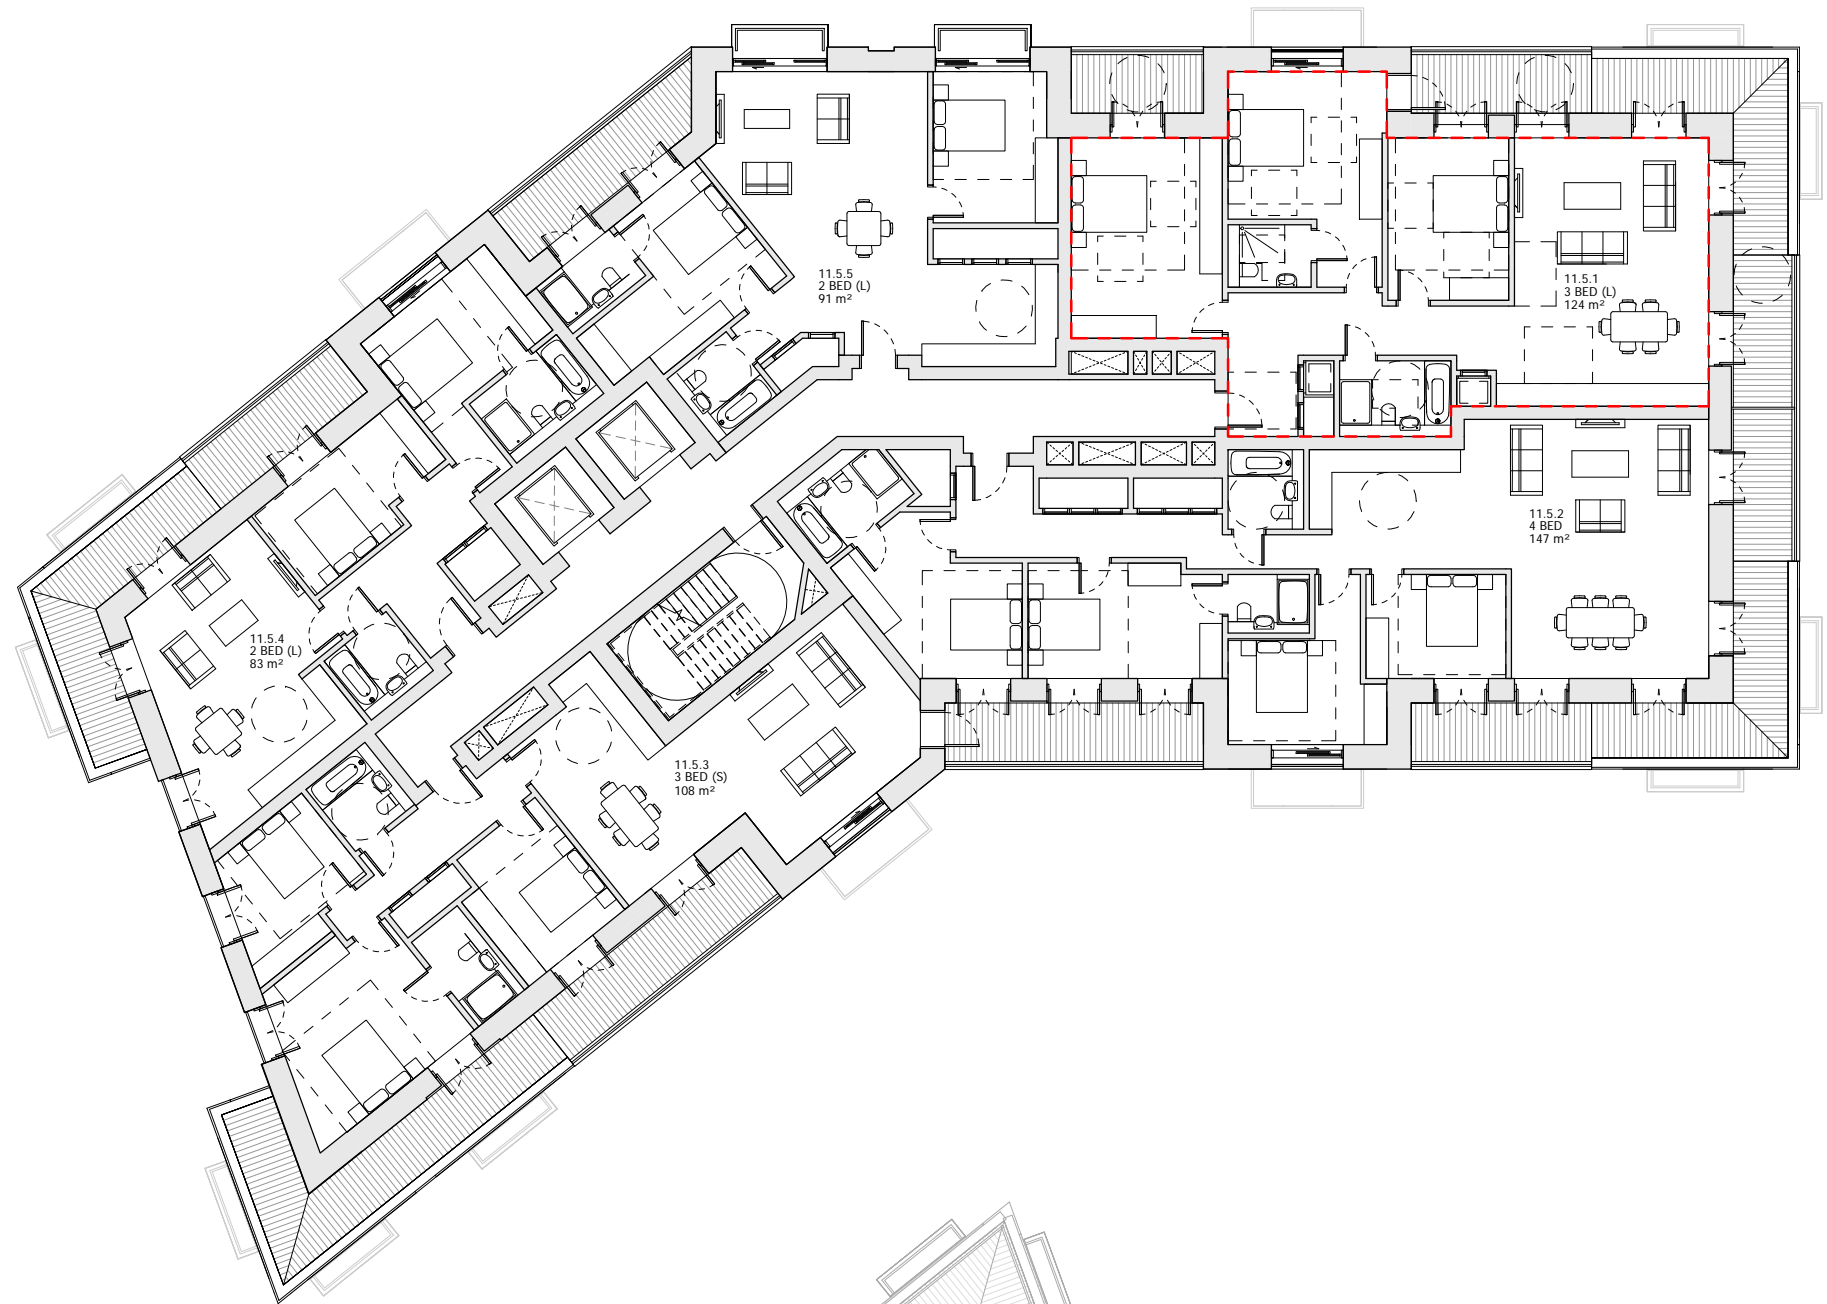 11.5.5
2 BED (L)
91 m²
11.5.1
3 BED (L)
124 m²
11.5.2
4 BED
147 m²
11.5.4
2 BED (L)
83 m²
11.5.3
3 BED (S)
108 m²